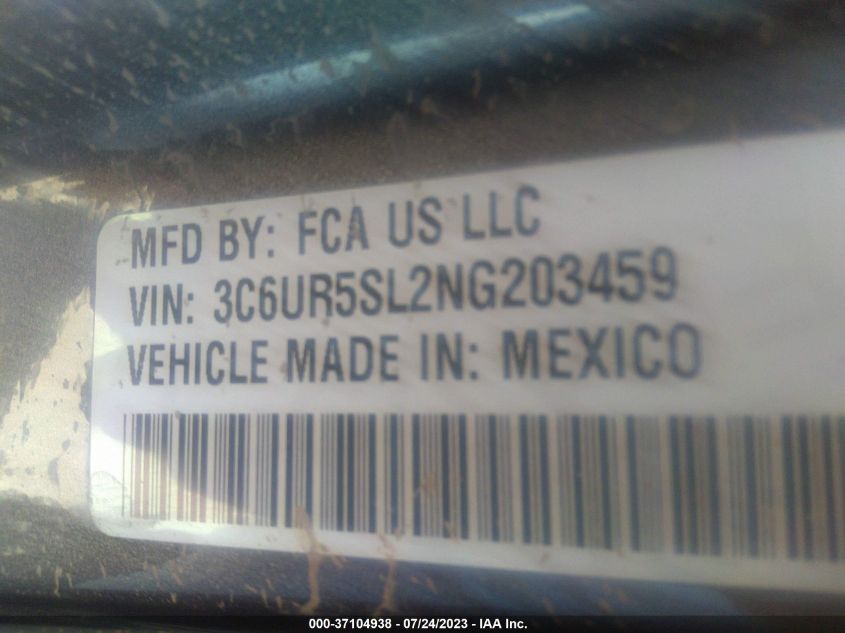 MFD BY: FCA US LLC
VIN: 3C6UR5SL2NG203459
VEHICLE MADE IN: MEXICO
000-37104938 - 07/24/2023 - IAA Inc.